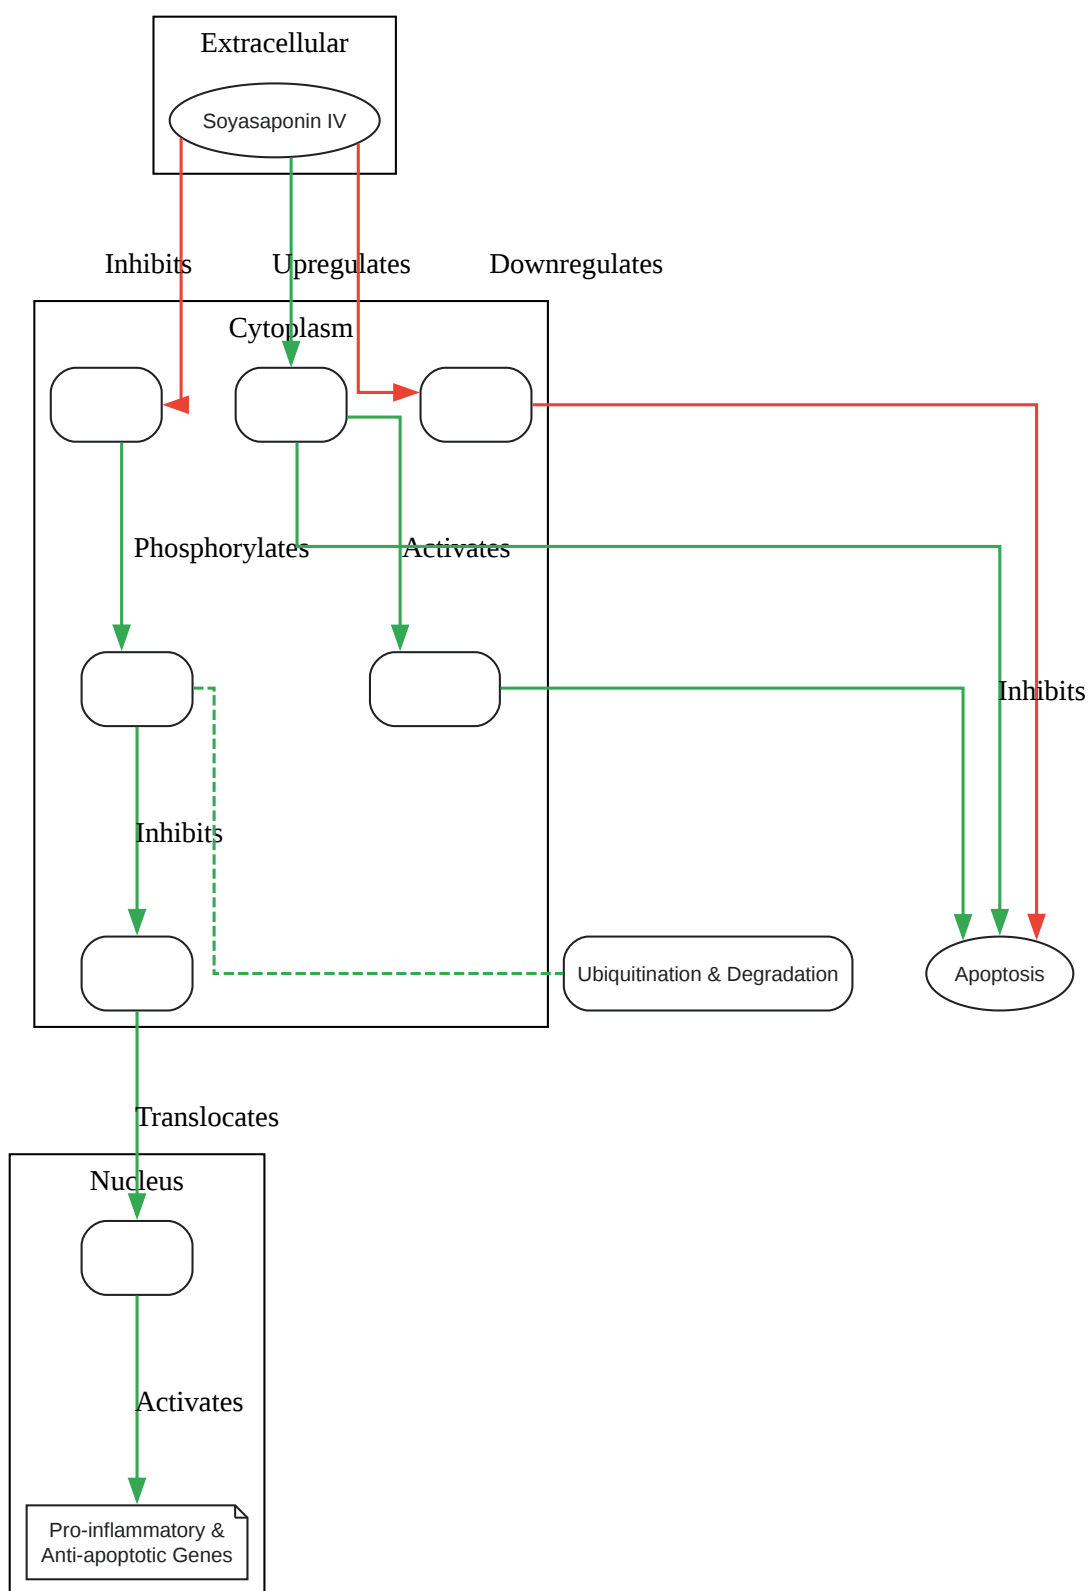 Extracellular
Soyasaponin IV
Inhibits
Upregulates
Downregulates
Cytoplasm
Phosphorylates
Activates
Inhibits
Inhibits
Ubiquitination & Degradation
Apoptosis
Translocates
Nucleus
Activates
Pro-inflammatory &
Anti-apoptotic Genes